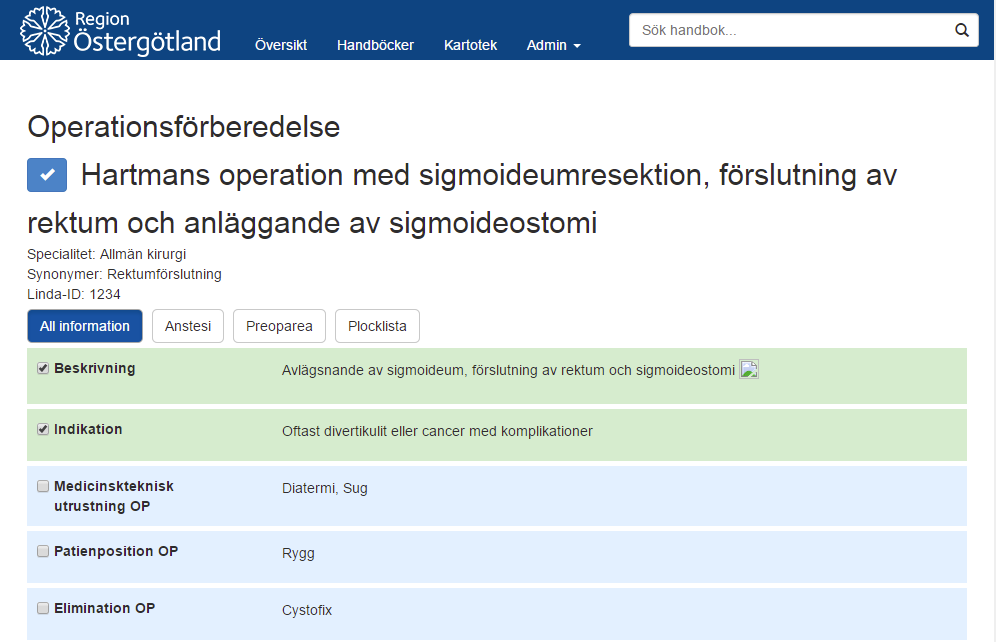 Region
Östergötland
Översikt Handböcker Kartotek Admin
Sök handbok...
Operationsförberedelse
Hartmans operation med sigmoideumresektion, förslutning av
rektum och anläggande av sigmoideostomi
Specialitet: Allmän kirurgi
Synonymer: Rektumförslutning
Linda-ID: 1234
All information Anstesi Preoparea Plocklista
Beskrivning Avlägsnande av sigmoideum, förslutning av rektum och sigmoideostomi
Indikation Oftast divertikulit eller cancer med komplikationer
Medicinskteknisk
utrustning OP Diatermi, Sug
Patienposition OP Rygg
Elimination OP Cystofix